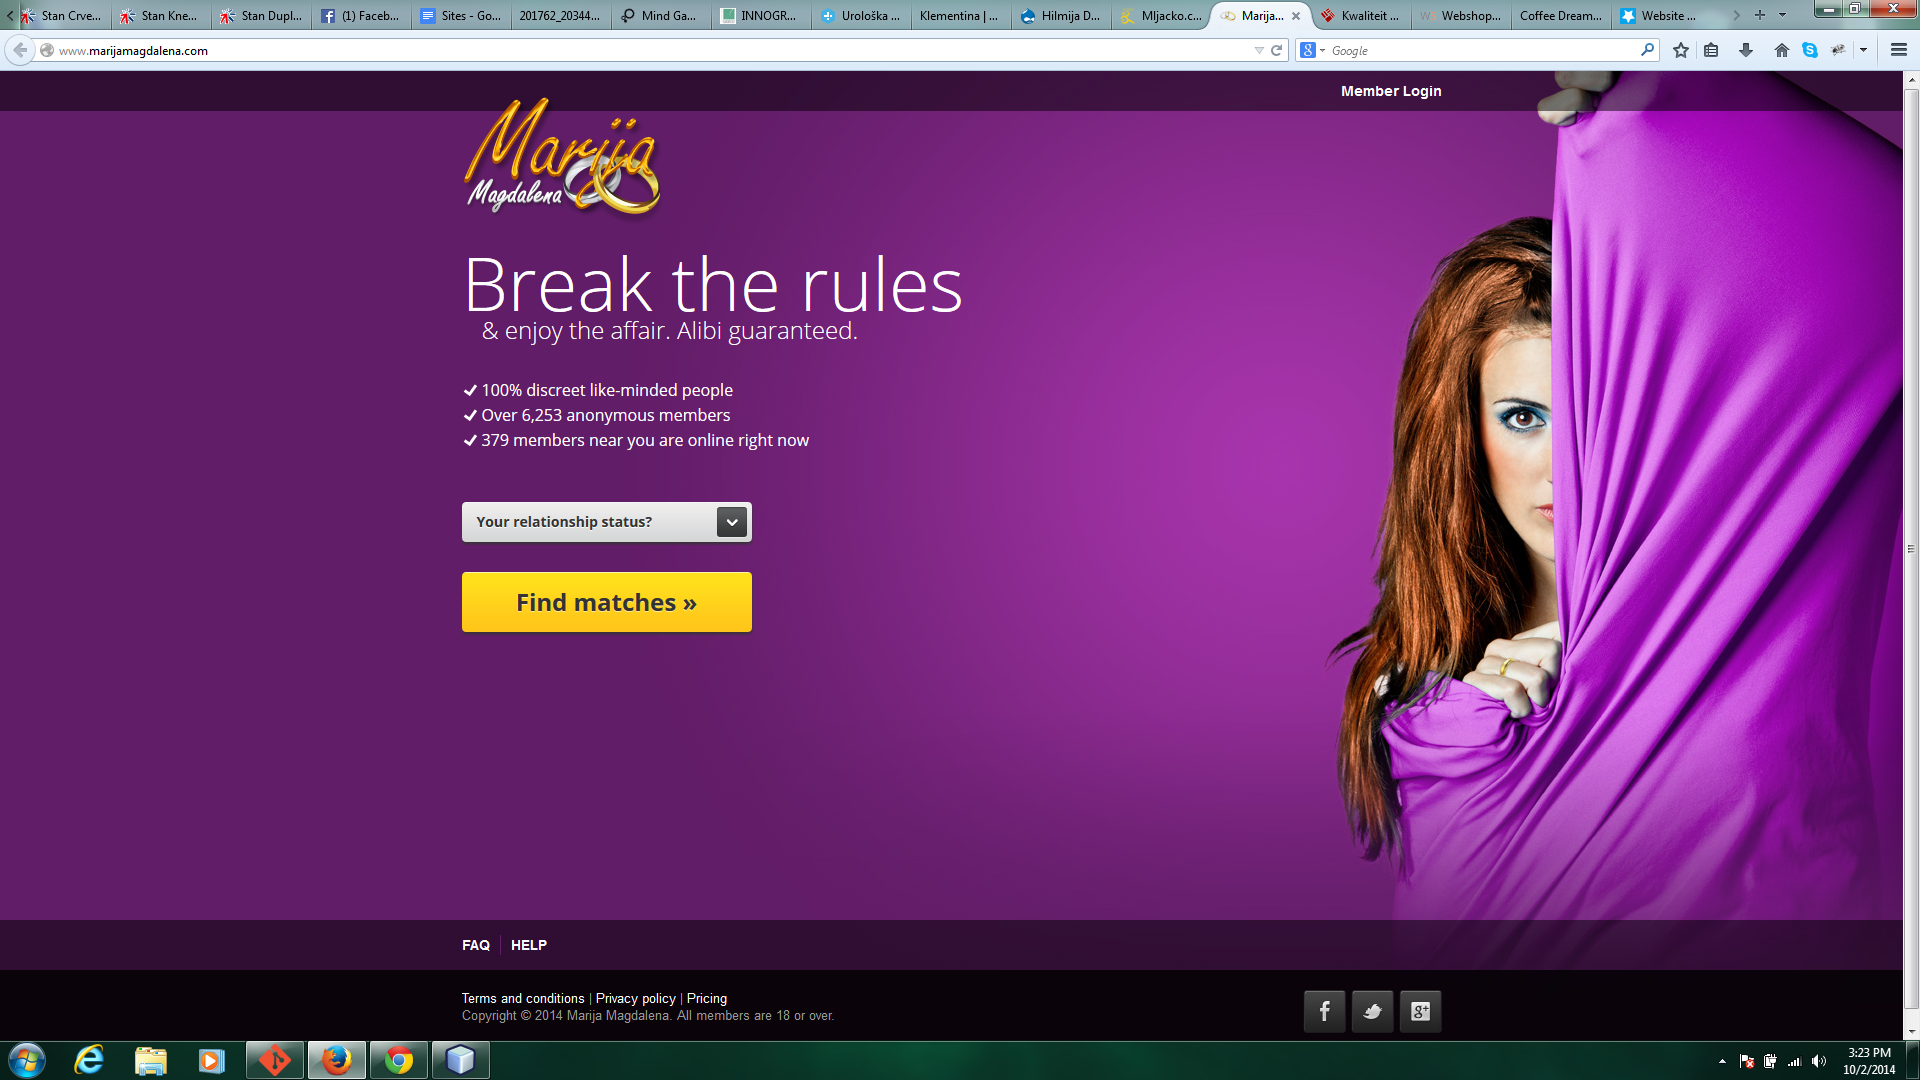 Stan Crve...
Stan Kne...
Stan Dupl...
(1) Faceb...
Sites - Go...
201762_20344...
Mind Ga...
INNOGR...
Urološka ...
Klementina | ...
Hilmija D...
Mljacko.c...
Marija...
Kwaliteit ...
Webshop...
Coffee Dream...
Website ...
www.marijamagdalena.com
Google
Member Login
Marija
Magdalena
Break the rules
& enjoy the affair. Alibi guaranteed.
100% discreet like-minded people
Over 6,253 anonymous members
379 members near you are online right now
Your relationship status?
Find matches »
FAQ | HELP
Terms and conditions | Privacy policy | Pricing
Copyright © 2014 Marija Magdalena. All members are 18 or over.
3:23 PM
10/2/2014